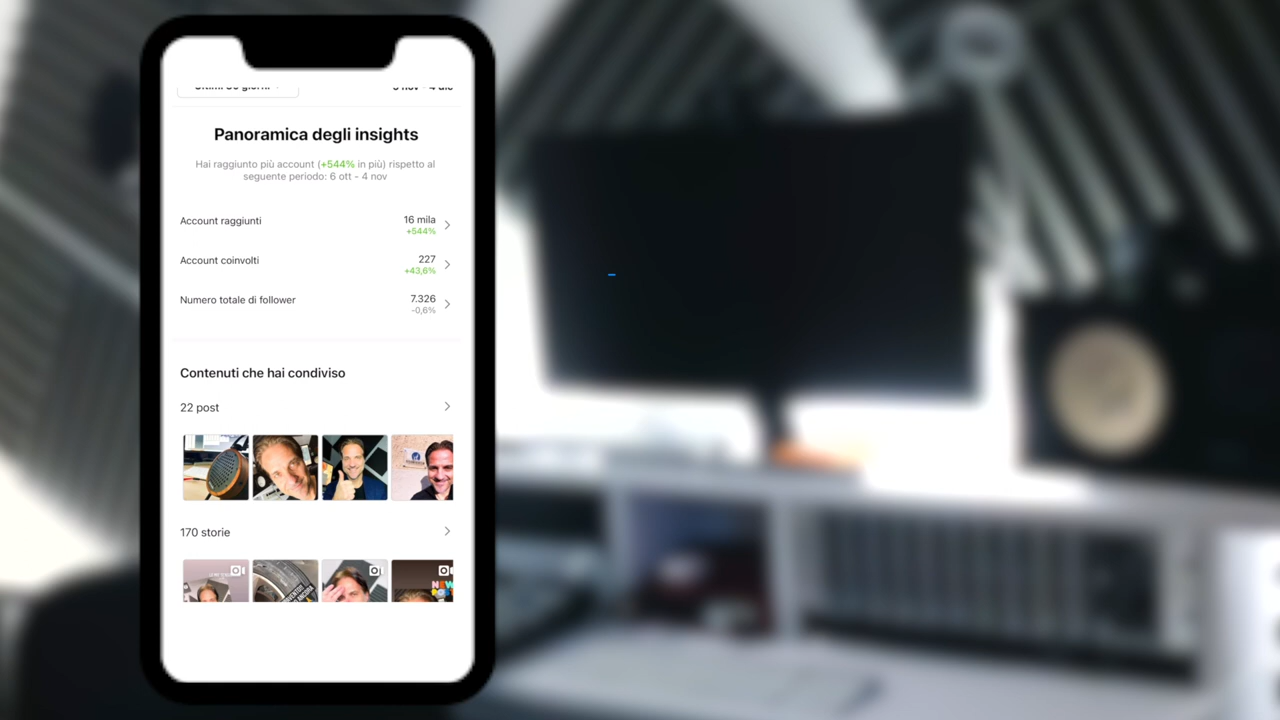 Panoramica degli insights
Hai raggiunto più account (+544% in più) rispetto al
seguente periodo: 6 ott - 4 nov
Account raggiunti
16 mila
+544%
Account coinvolti
227
+43,6%
Numero totale di follower
7.326
-0,6%
Contenuti che hai condiviso
22 post
170 storie